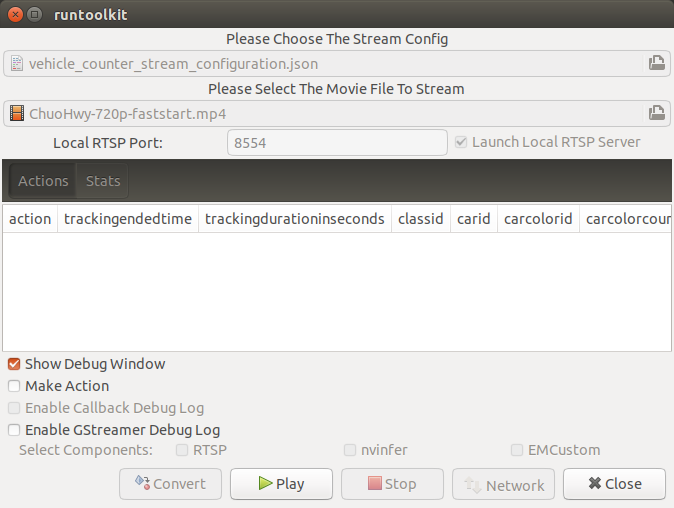 runtoolkit
Please Choose The Stream Config
vehicle_counter_stream_configuration.json
Please Select The Movie File To Stream
ChuoHwy-720p-faststart.mp4
Local RTSP Port: 8554 Launch Local RTSP Server
Actions Stats
action trackingendedtime trackingdurationinseconds classid carid carcolorid carcolorcour
Show Debug Window
Make Action
Enable Callback Debug Log
Enable GStreamer Debug Log
Select Components: RTSP nvinfer EMCustom
Convert Play Stop Network Close